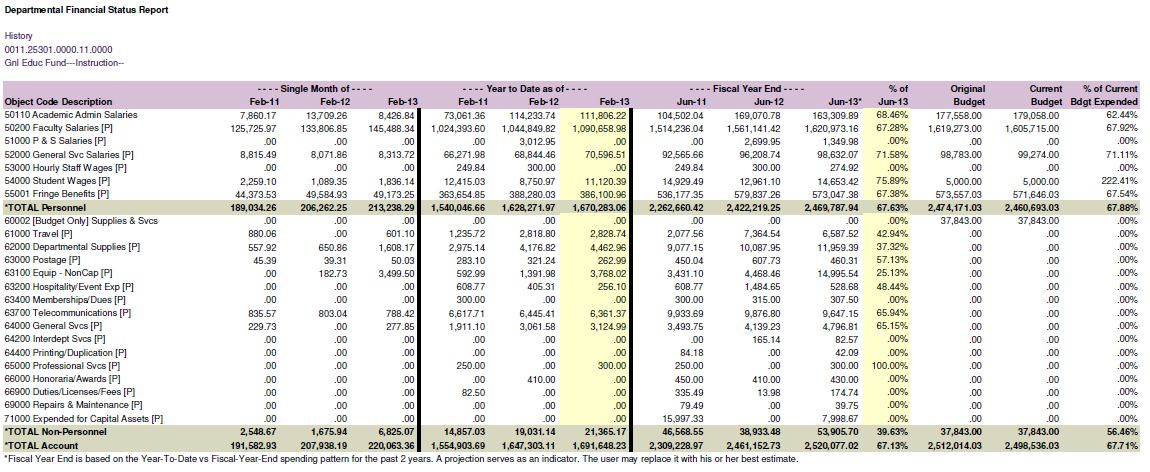 Departmental Financial Status Report
History
0011.25301.0000.11.0000
Gnl Educ Fund---Instruction--
- - - - Single Month of - - - - - - - - Year to Date as of - - - - - - - - Fiscal Year End - - - - % of Original Current % of Current
Object Code Description Feb-11 Feb-12 Feb-13 Feb-11 Feb-12 Feb-13 Jun-11 Jun-12 Jun-13* Jun-13 Budget Budget Bdgt Expended
50110 Academic Admin Salaries 7,860.17 13,709.26 8,426.84 73,061.36 114,233.74 111,806.22 104,502.04 169,070.78 163,309.89 68.46% 177,558.00 179,058.00 62.44%
50200 Faculty Salaries [P] 125,725.97 133,806.85 145,488.34 1,024,393.60 1,044,849.82 1,090,658.98 1,514,236.04 1,561,141.42 1,620,973.16 67.28% 1,619,273.00 1,605,715.00 67.92%
51000 P & S Salaries [P] .00 .00 .00 .00 3,012.95 .00 .00 2,699.95 1,349.98 .00% .00 .00 .00%
52000 General Svc Salaries [P] 8,815.49 8,071.86 8,313.72 66,271.98 68,844.46 70,596.51 92,565.66 96,208.74 98,632.07 71.58% 98,783.00 99,274.00 71.11%
53000 Hourly Staff Wages [P] .00 .00 .00 249.84 300.00 .00 249.84 300.00 274.92 .00% .00 .00 .00%
54000 Student Wages [P] 2,259.10 1,089.35 1,836.14 12,415.03 8,750.97 11,120.39 14,929.49 12,961.10 14,653.42 75.89% 5,000.00 5,000.00 222.41%
55001 Fringe Benefits [P] 44,373.53 49,584.93 49,173.25 363,654.85 388,280.03 386,100.96 536,177.35 579,837.26 573,047.38 67.38% 573,557.03 571,646.03 67.54%
*TOTAL Personnel 189,034.26 206,262.25 213,238.29 1,540,046.66 1,628,271.97 1,670,283.06 2,262,660.42 2,422,219.25 2,469,787.94 67.63% 2,474,171.03 2,460,693.03 67.88%
60002 [Budget Only] Supplies & Svcs .00 .00 .00 .00 .00 .00 .00 .00 .00 .00% 37,843.00 37,843.00 .00%
61000 Travel [P] 880.06 .00 601.10 1,235.72 2,818.80 2,828.74 2,077.56 7,364.54 6,587.52 42.94% .00 .00 .00%
62000 Departmental Supplies [P] 557.92 650.86 1,608.17 2,975.14 4,176.82 4,462.96 9,077.15 10,087.95 11,959.39 37.32% .00 .00 .00%
63000 Postage [P] 45.39 39.31 50.03 283.10 321.24 262.99 450.04 607.73 460.31 57.13% .00 .00 .00%
63100 Equip - NonCap [P] .00 182.73 3,499.50 592.99 1,391.98 3,768.02 3,431.10 4,468.46 14,995.54 25.13% .00 .00 .00%
63200 Hospitality/Event Exp [P] .00 .00 .00 608.77 405.31 256.10 608.77 1,484.65 528.68 48.44% .00 .00 .00%
63400 Memberships/Dues [P] .00 .00 .00 300.00 .00 .00 300.00 315.00 307.50 .00% .00 .00 .00%
63700 Telecommunications [P] 835.57 803.04 788.42 6,617.71 6,445.41 6,361.37 9,933.69 9,876.80 9,647.15 65.94% .00 .00 .00%
64000 General Svcs [P] 229.73 .00 277.85 1,911.10 3,061.58 3,124.99 3,493.75 4,139.23 4,796.81 65.15% .00 .00 .00%
64200 Interdept Svcs [P] .00 .00 .00 .00 .00 .00 .00 165.14 82.57 .00% .00 .00 .00%
64400 Printing/Duplication [P] .00 .00 .00 .00 .00 .00 84.18 .00 42.09 .00% .00 .00 .00%
65000 Professional Svcs [P] .00 .00 .00 250.00 .00 300.00 250.00 .00 300.00 100.00% .00 .00 .00%
66000 Honoraria/Awards [P] .00 .00 .00 .00 410.00 .00 450.00 410.00 430.00 .00% .00 .00 .00%
66900 Duties/Licenses/Fees [P] .00 .00 .00 82.50 .00 .00 335.49 13.98 174.74 .00% .00 .00 .00%
69000 Repairs & Maintenance [P] .00 .00 .00 .00 .00 .00 79.49 .00 39.75 .00% .00 .00 .00%
71000 Expended for Capital Assets [P] .00 .00 .00 .00 .00 .00 15,997.33 .00 7,998.67 .00% .00 .00 .00%
*TOTAL Non-Personnel 2,548.67 1,675.94 6,825.07 14,857.03 19,031.14 21,365.17 46,568.55 38,933.48 53,905.70 39.63% 37,843.00 37,843.00 56.46%
*TOTAL Account 191,582.93 207,938.19 220,063.36 1,554,903.69 1,647,303.11 1,691,648.23 2,309,228.97 2,461,152.73 2,520,077.02 67.13% 2,512,014.03 2,498,536.03 67.71%
*Fiscal Year End is based on the Year-To-Date vs Fiscal-Year-End spending pattern for the past 2 years. A projection serves as an indicator. The user may replace it with his or her best estimate.